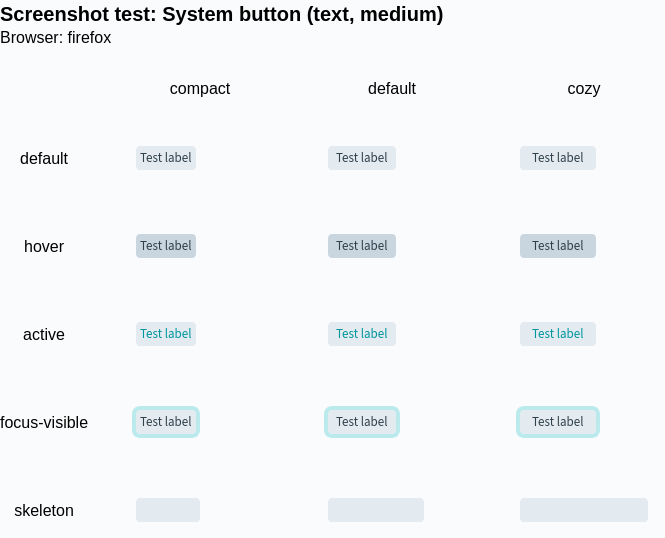 Screenshot test: System button (text, medium)
Browser: firefox
compact default cozy
default Test label Test label Test label
hover Test label Test label Test label
active Test label Test label Test label
focus-visible Test label Test label Test label
skeleton